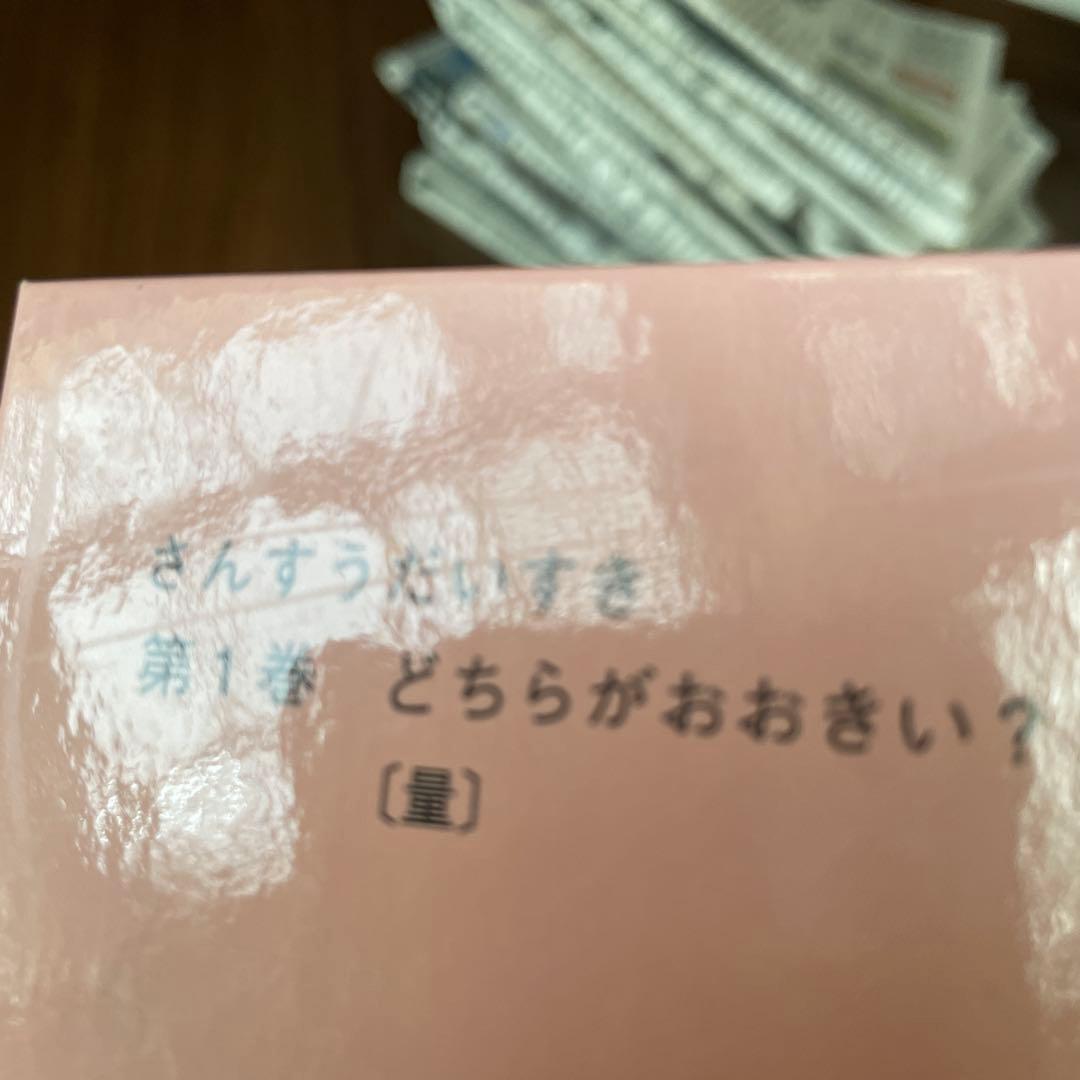 さんすうだいすき
第1巻 どちらがおおきい？
〔量〕